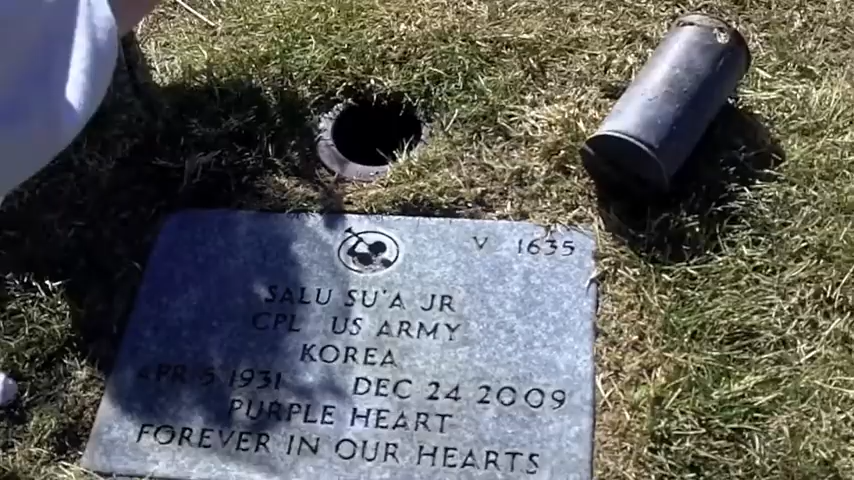 V 1635
SALU SU'A JR
CPL US ARMY
KOREA
APR 5 1931 DEC 24 2009
PURPLE HEART
FOREVER IN OUR HEARTS